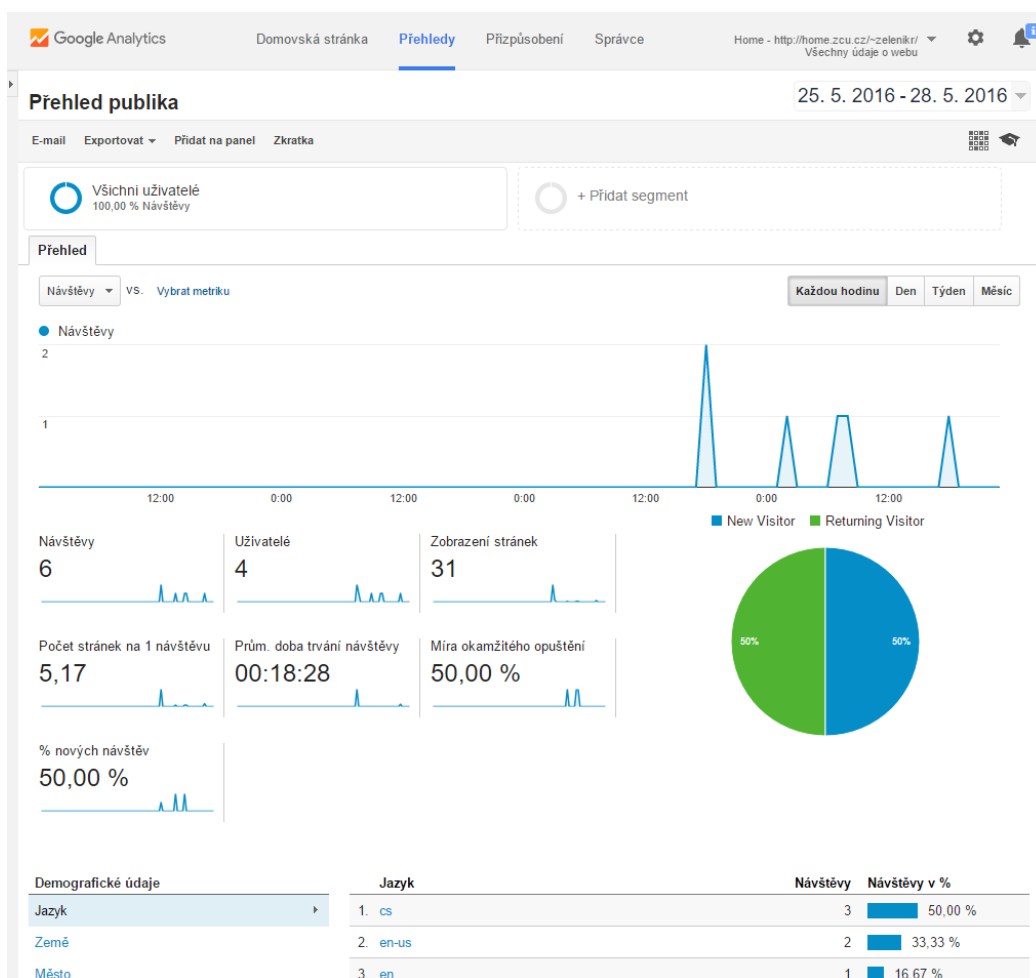 Google Analytics
Domovská stránka
Přehledy
Přizpůsobení
Správce
Home - http://home.zcu.cz/~zelenikr/
Všechny údaje o webu
Přehled publika
25. 5. 2016 - 28. 5. 2016
E-mail
Exportovat
Přidat na panel
Zkratka
Všichni uživatelé
100,00 % Návštěvy
+ Přidat segment
Přehled
Návštěvy
VS.
Vybrat metriku
Každou hodinu
Den
Týden
Měsíc
Návštěvy
2
1
12:00
0:00
12:00
0:00
12:00
0:00
12:00
New Visitor
Returning Visitor
Návštěvy
6
Uživatelé
4
Zobrazení stránek
31
50%
50%
Počet stránek na 1 návštěvu
5,17
Prům. doba trvání návštěvy
00:18:28
Míra okamžitého opuštění
50,00 %
% nových návštěv
50,00 %
Demografické údaje
Jazyk
Země
Město
Jazyk Návštěvy Návštěvy v %
1. cs 3 50,00 %
2. en-us 2 33,33 %
3. en 1 16,67 %